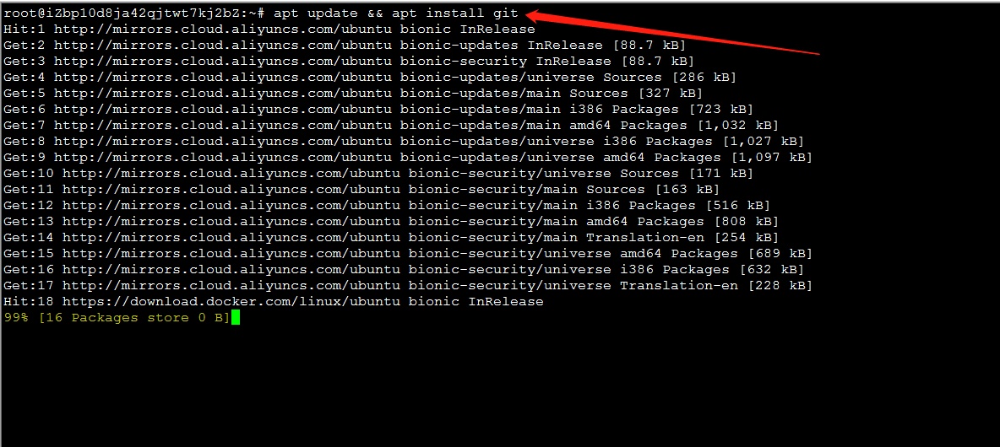 root@iZbp10d8ja42qjtwt7kj2bZ:~# apt update && apt install git
Hit:1 http://mirrors.cloud.aliyuncs.com/ubuntu bionic InRelease
Get:2 http://mirrors.cloud.aliyuncs.com/ubuntu bionic-updates InRelease [88.7 kB]
Get:3 http://mirrors.cloud.aliyuncs.com/ubuntu bionic-security InRelease [88.7 kB]
Get:4 http://mirrors.cloud.aliyuncs.com/ubuntu bionic-updates/universe Sources [286 kB]
Get:5 http://mirrors.cloud.aliyuncs.com/ubuntu bionic-updates/main Sources [327 kB]
Get:6 http://mirrors.cloud.aliyuncs.com/ubuntu bionic-updates/main i386 Packages [723 kB]
Get:7 http://mirrors.cloud.aliyuncs.com/ubuntu bionic-updates/main amd64 Packages [1,032 kB]
Get:8 http://mirrors.cloud.aliyuncs.com/ubuntu bionic-updates/universe i386 Packages [1,027 kB]
Get:9 http://mirrors.cloud.aliyuncs.com/ubuntu bionic-updates/universe amd64 Packages [1,097 kB]
Get:10 http://mirrors.cloud.aliyuncs.com/ubuntu bionic-security/universe Sources [171 kB]
Get:11 http://mirrors.cloud.aliyuncs.com/ubuntu bionic-security/main Sources [163 kB]
Get:12 http://mirrors.cloud.aliyuncs.com/ubuntu bionic-security/main i386 Packages [516 kB]
Get:13 http://mirrors.cloud.aliyuncs.com/ubuntu bionic-security/main amd64 Packages [808 kB]
Get:14 http://mirrors.cloud.aliyuncs.com/ubuntu bionic-security/main Translation-en [254 kB]
Get:15 http://mirrors.cloud.aliyuncs.com/ubuntu bionic-security/universe amd64 Packages [689 kB]
Get:16 http://mirrors.cloud.aliyuncs.com/ubuntu bionic-security/universe i386 Packages [632 kB]
Get:17 http://mirrors.cloud.aliyuncs.com/ubuntu bionic-security/universe Translation-en [228 kB]
Hit:18 https://download.docker.com/linux/ubuntu bionic InRelease
99% [16 Packages store 0 B]